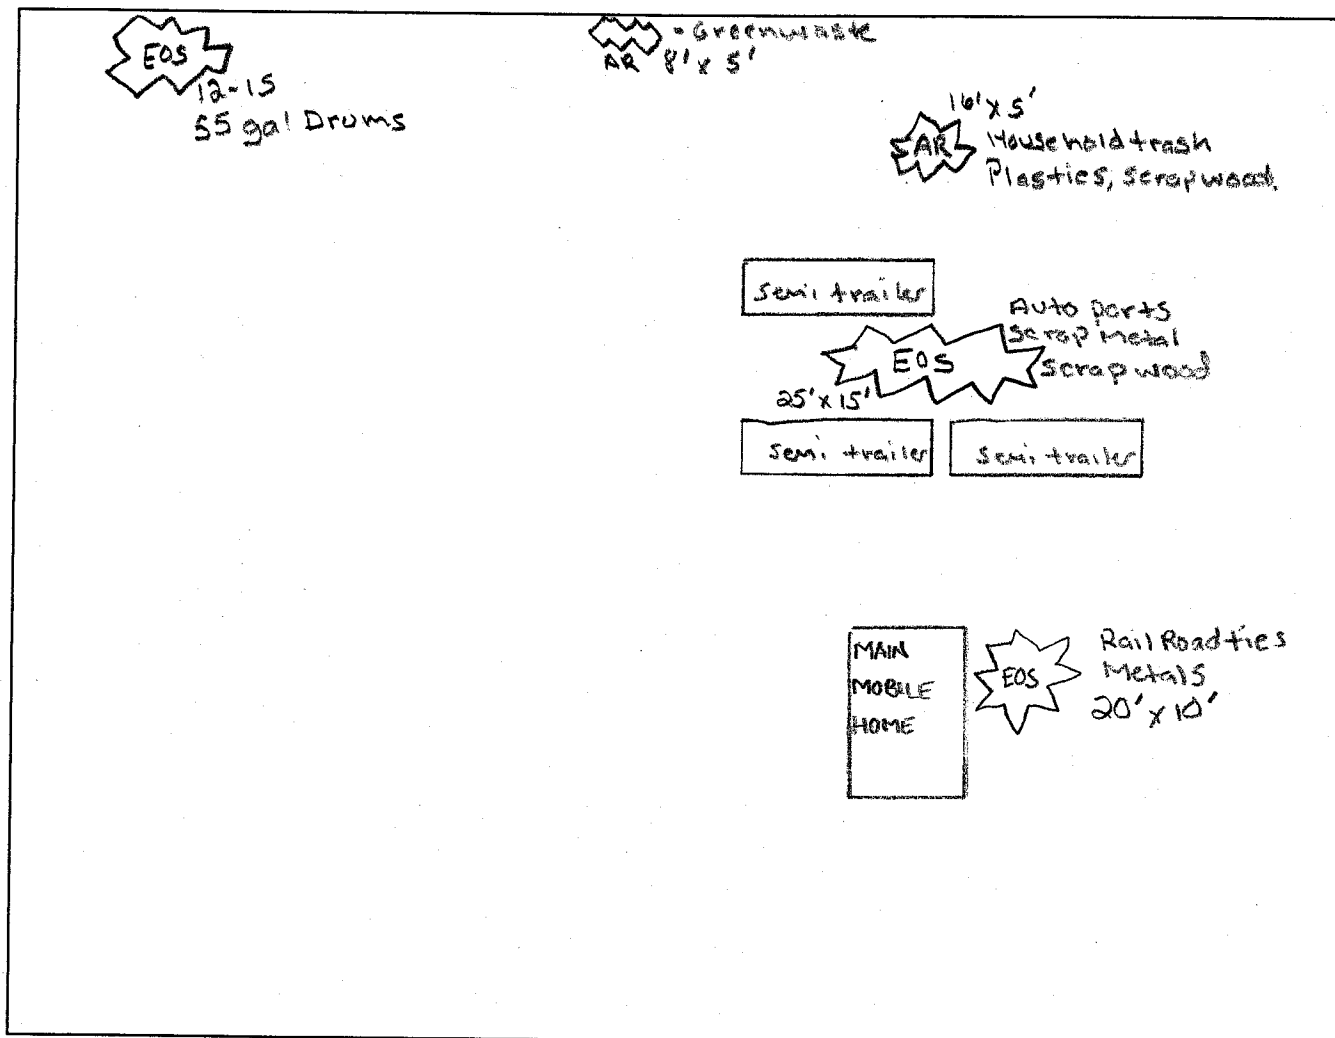 EOS
12-15
55 gal Drums
- Greenwaste
AR 8' x 5'
16' x 5'
AR Household trash
Plastics, scrap wood.
Semi trailer
Auto parts
Scrap Metal
EOS
Scrap wood
25' x 15'
Semi trailer
Semi trailer
MAIN
MOBILE
HOME
EOS
Rail Road ties
Metals
20' x 10'